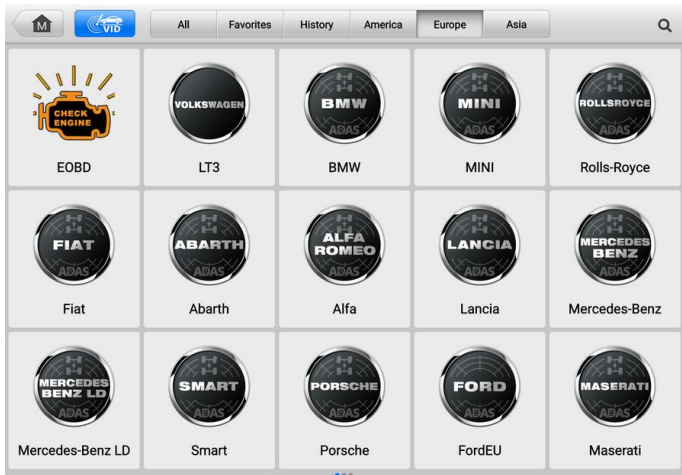 M VID All Favorites History America Europe Asia
CHECK
ENGINE
VOLKSWAGEN
BMW
ADAS
MINI
ADAS
ROLLSROYCE
ADAS
EOBD LT3 BMW MINI Rolls-Royce
FIAT
ADAS
ABARTH
ADAS
ALFA
ROMEO
ADAS
LANCIA
ADAS
MERCEDES
BENZ
ADAS
Fiat Abarth Alfa Lancia Mercedes-Benz
MERCEDES
BENZ LD
ADAS
SMART
ADAS
PORSCHE
ADAS
FORD
ADAS
MASERATI
ADAS
Mercedes-Benz LD Smart Porsche FordEU Maserati